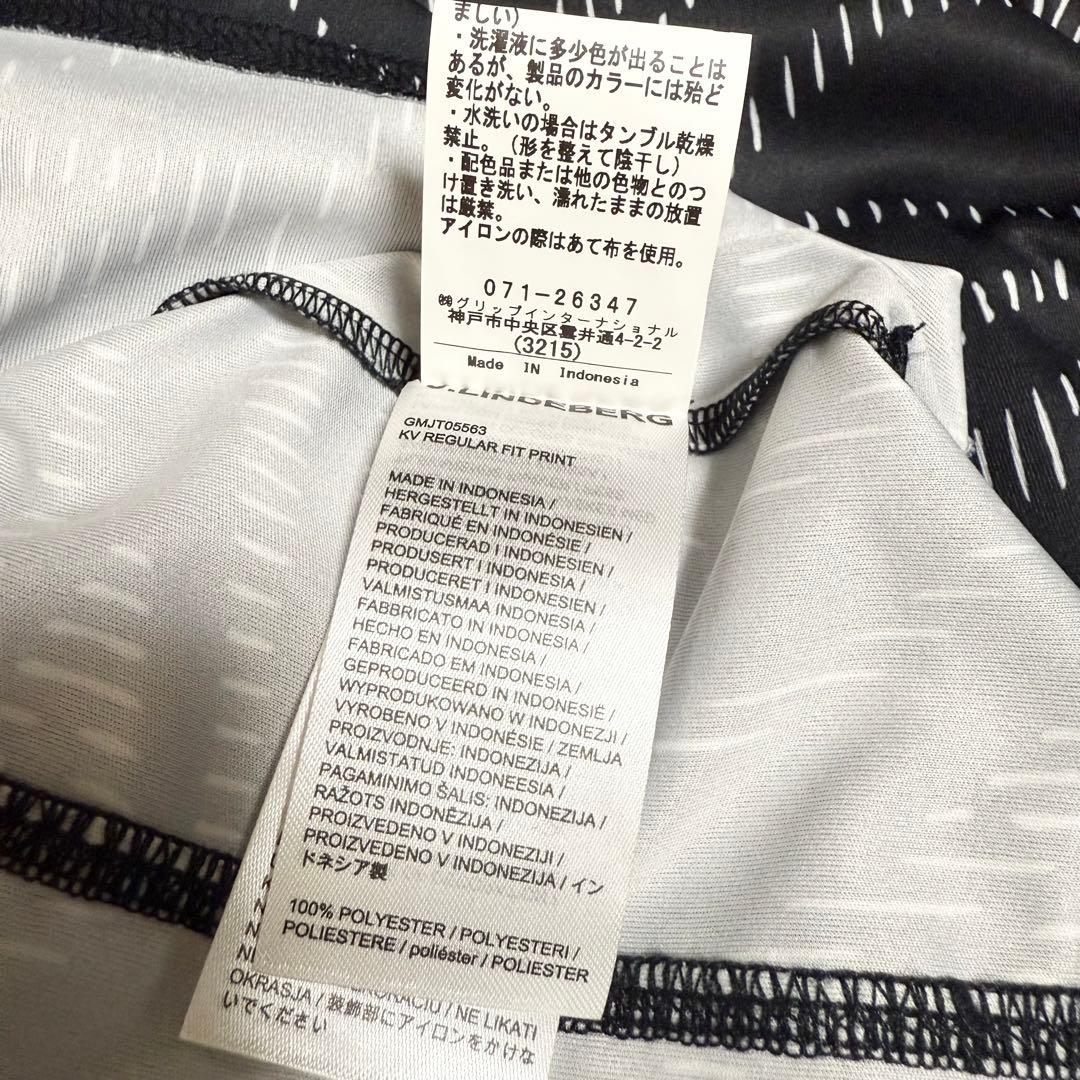 ましい)
・洗濯液に多少色が出ることは
あるが、製品のカラーには殆ど
変化がない。
・水洗いの場合はタンブル乾燥
禁止。(形を整えて陰干し)
・配色品または他の色物とのつ
け置き洗い、濡れたままの放置
は厳禁。
アイロンの際はあて布を使用。
071-26347
㈱グリップインターナショナル
神戸市中央区雲井通4-2-2
(3215)
Made IN Indonesia
J.LINDEBERG
GMJT05563
KV REGULAR FIT PRINT
MADE IN INDONESIA /
HERGESTELLT IN INDONESIEN /
FABRIQUÉ EN INDONÉSIE /
PRODUCERAD I INDONESIEN /
PRODUSERT I INDONESIA /
PRODUCERET I INDONESIEN /
VALMISTUSMAA INDONESIA /
FABBRICATO IN INDONESIA /
HECHO EN INDONESIA /
FABRICADO EM INDONESIA /
GEPRODUCEERD IN INDONESIË /
WYPRODUKOWANO W INDONEZJI /
VYROBENO V INDONÉSIE / ZEMLJA
PROIZVODNJE: INDONEZIJA /
VALMISTATUD INDONEESIA /
PAGAMINIMO ŠALIS: INDONEZIJA /
RAŽOTS INDONĒZIJA /
PROIZVEDENO V INDONEZIJI /
PROIZVEDENO V INDONEZIJA / イン
ドネシア製
100% POLYESTER / POLYESTERI /
POLIESTERE / poliéster / POLIESTER
NE LIKATI
OKRASJA / 装飾部にアイロンをかけな
いでください